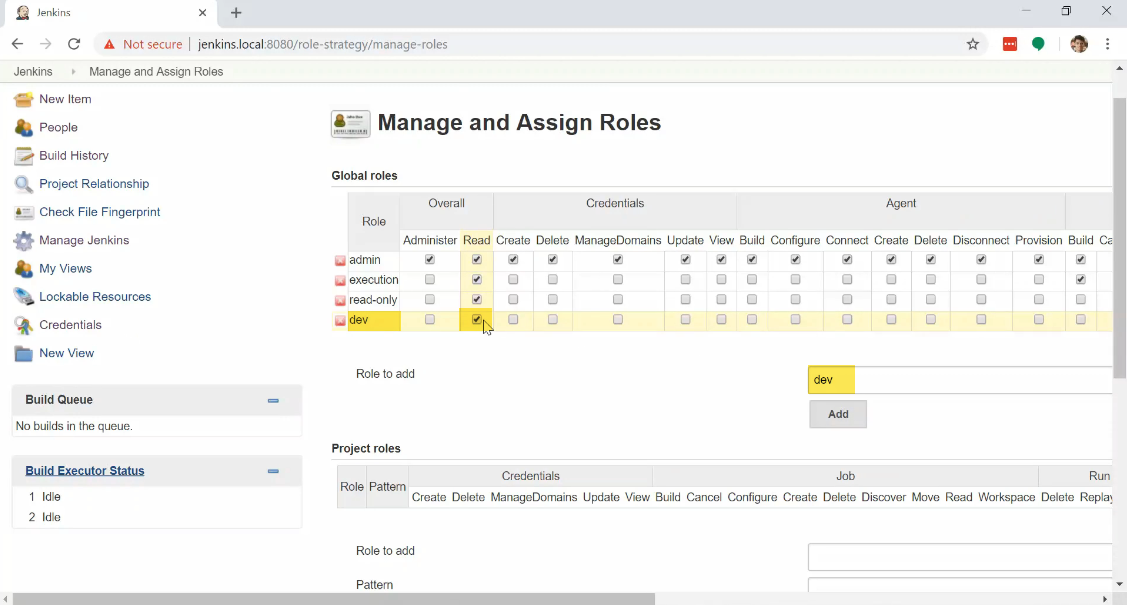 Jenkins
Not secure | jenkins.local:8080/role-strategy/manage-roles
Jenkins Manage and Assign Roles
New Item
People
Build History
Project Relationship
Check File Fingerprint
Manage Jenkins
My Views
Lockable Resources
Credentials
New View
Build Queue
No builds in the queue.
Build Executor Status
1 Idle
2 Idle
Manage and Assign Roles
Global roles
Role Overall Credentials Agent
Administer Read Create Delete ManageDomains Update View Build Configure Connect Create Delete Disconnect Provision Build Ca
admin
execution
read-only
dev
Role to add
dev
Add
Project roles
Role Pattern Credentials Job Run
Create Delete ManageDomains Update View Build Cancel Configure Create Delete Discover Move Read Workspace Delete Replay
Role to add
Pattern